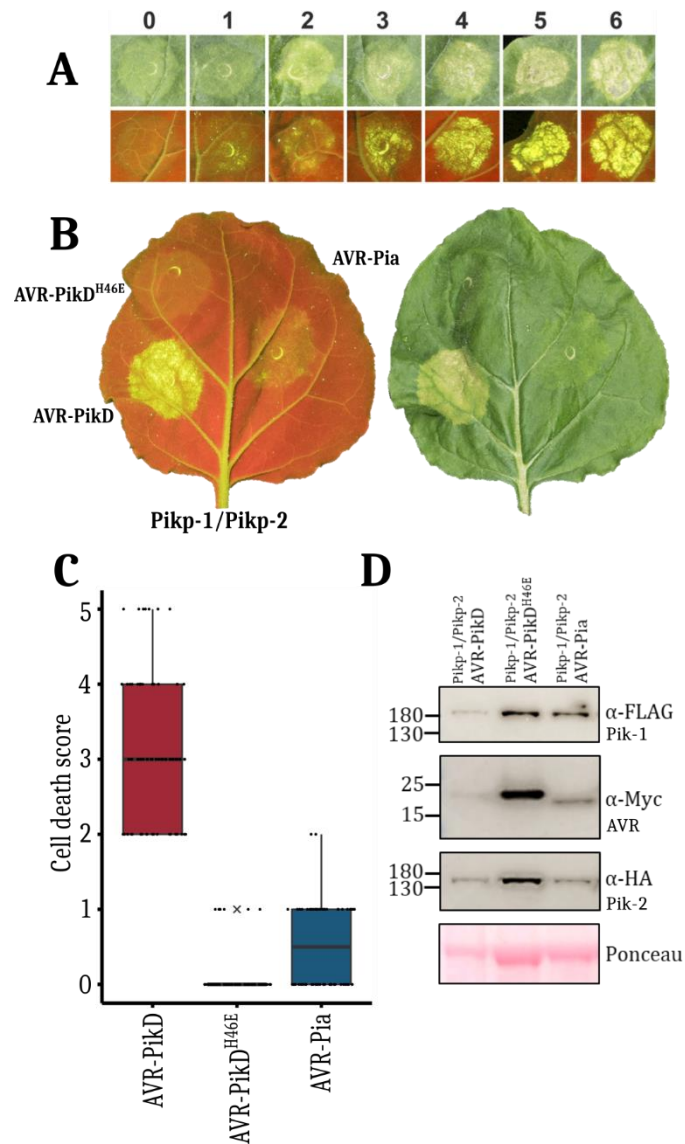 0 1 2 3 4 5 6
A
B
AVR-Pia
AVR-PikD^H46E
AVR-PikD
Pikp-1/Pikp-2
C
D
5
4
3
2
1
0
Cell death score
AVR-PikD
AVR-PikD^H46E
AVR-Pia
Pikp-1/Pikp-2
AVR-PikD
Pikp-1/Pikp-2
AVR-PikD^H46E
Pikp-1/Pikp-2
AVR-Pia
180
130
α-FLAG
Pik-1
25
15
α-Myc
AVR
180
130
α-HA
Pik-2
Ponceau